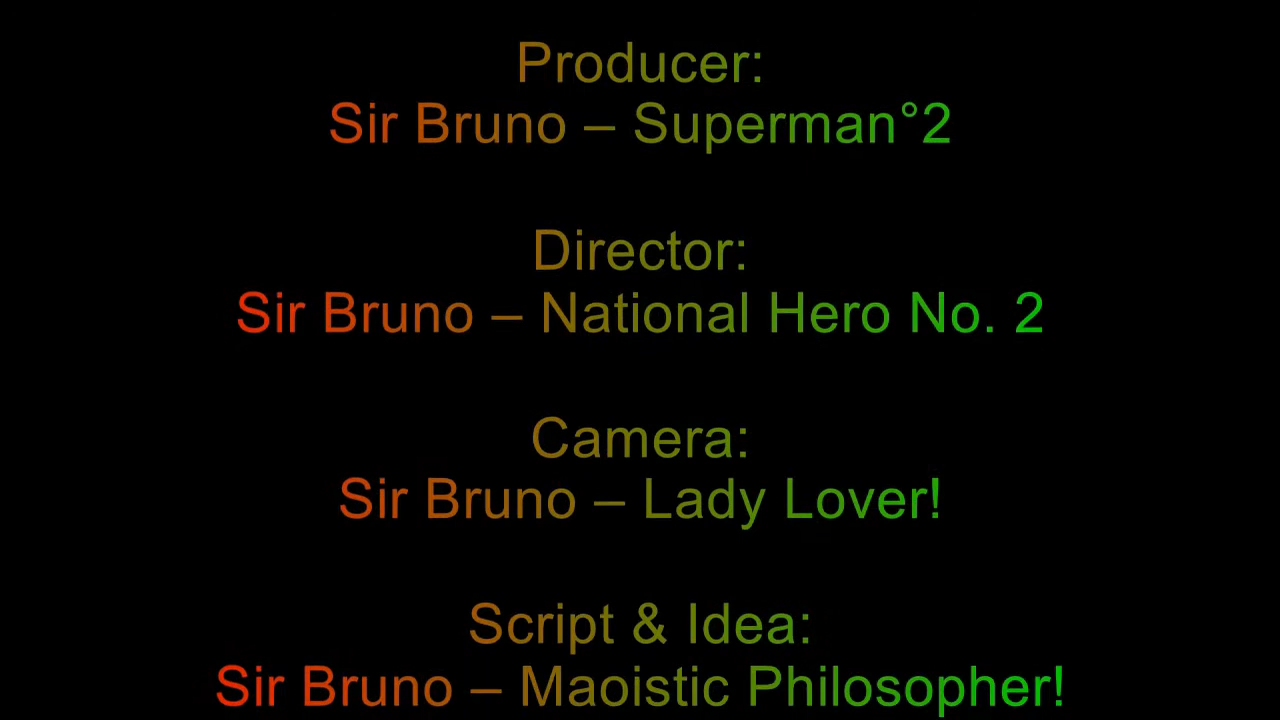 Producer:
Sir Bruno – Superman°2
Director:
Sir Bruno – National Hero No. 2
Camera:
Sir Bruno – Lady Lover!
Script & Idea:
Sir Bruno – Maoistic Philosopher!